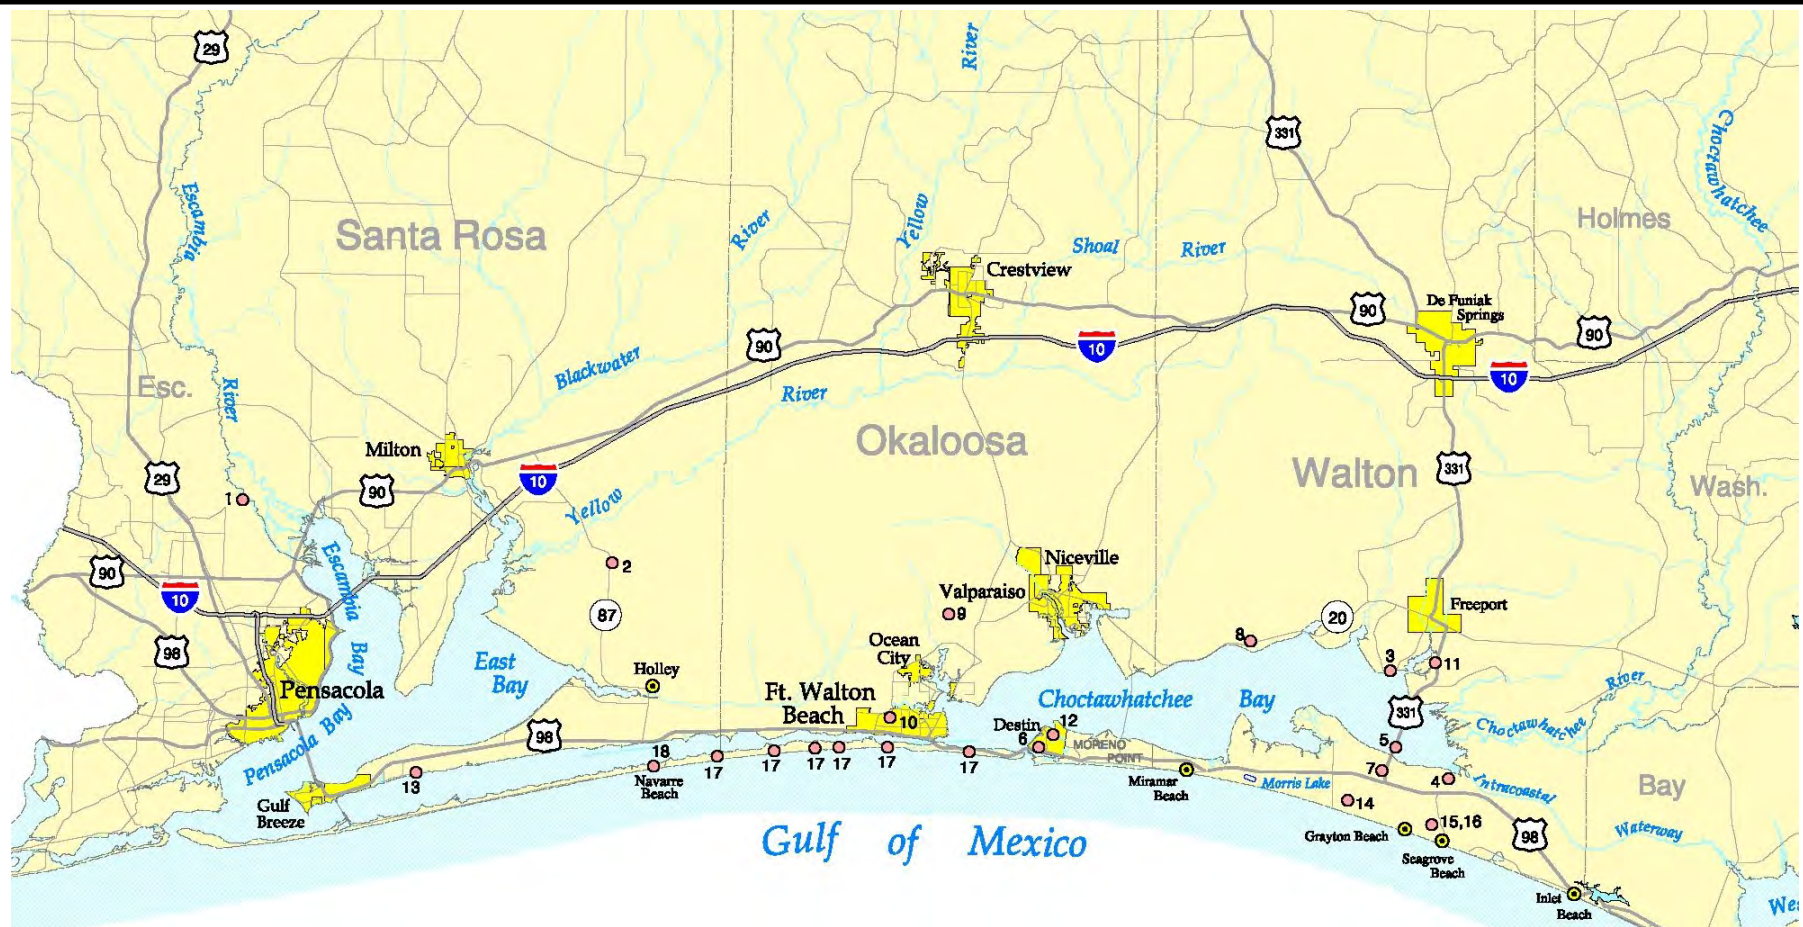 29
River
331
Choctawhatchee
Escambia
Santa Rosa
River
Yellow
Shoal
River
Holmes
Crestview
De Funiak
Springs
90
90
90
10
Blackwater
River
10
Esc.
River
Okaloosa
Milton
Walton
331
Wash.
29
1
90
10
Yellow
Escambia
Bay
90
10
2
87
Niceville
Valparaiso
9
Freeport
20
98
Ocean
City
8
3
11
East
Bay
Holley
River
Pensacola
Ft. Walton
Beach
10
Choctawhatchee
Bay
331
Choctawhatchee
Pensacola Bay
98
Destin
12
6
MORENO
POINT
5
18
17
17
17
17
17
17
13
Navarre
Beach
Miramar
Beach
Morris Lake
7
4
Intracoastal
Bay
Gulf
Breeze
14
Grayton Beach
15,16
Seagrove
Beach
98
Waterway
Gulf of Mexico
Inlet
Beach